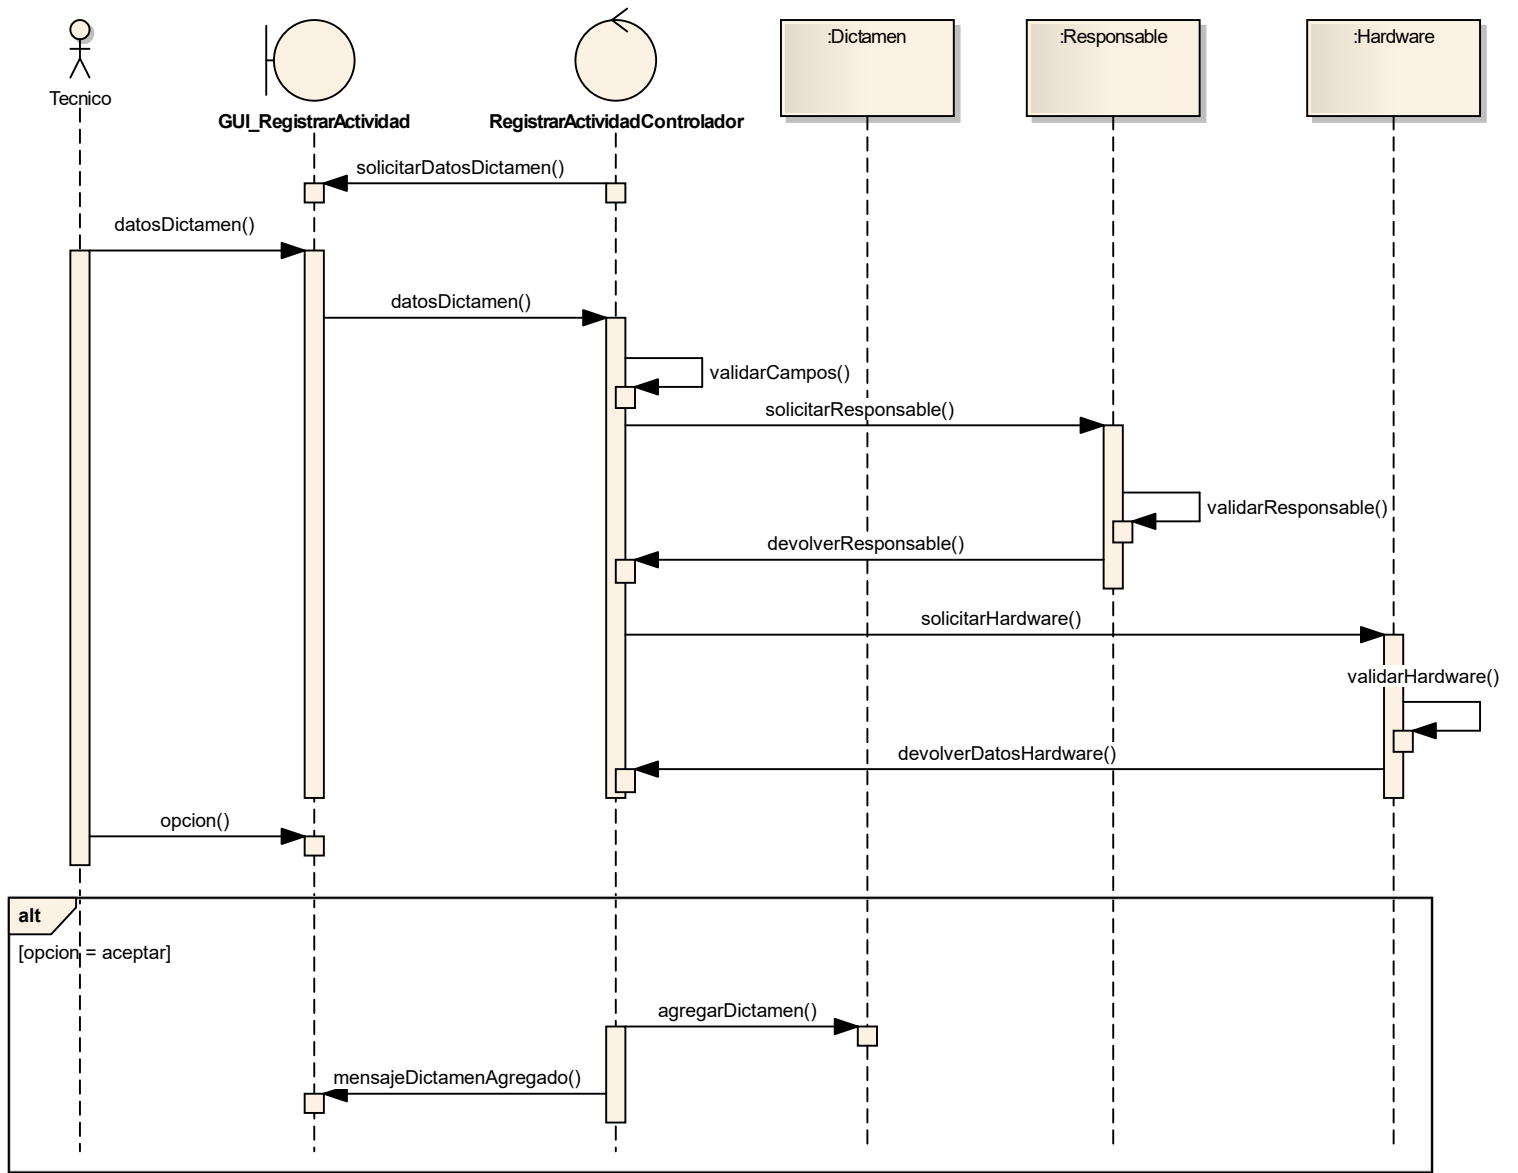 :Dictamen
:Responsable
:Hardware
Tecnico
GUI_RegistrarActividad
RegistrarActividadControlador
solicitarDatosDictamen()
datosDictamen()
datosDictamen()
validarCampos()
solicitarResponsable()
validarResponsable()
devolverResponsable()
solicitarHardware()
validarHardware()
devolverDatosHardware()
opcion()
alt
[opcion = aceptar]
agregarDictamen()
mensajeDictamenAgregado()